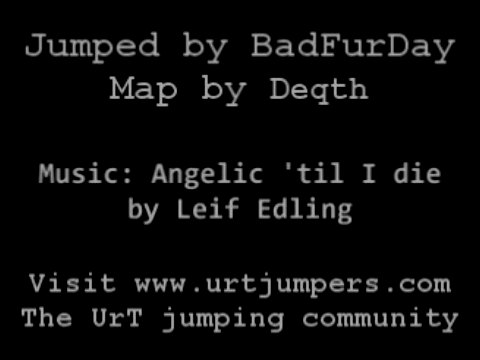 Jumped by BadFurDay
Map by Deqth
Music: Angelic 'til I die
by Leif Edling
Visit www.urtjumpers.com
The UrT jumping community